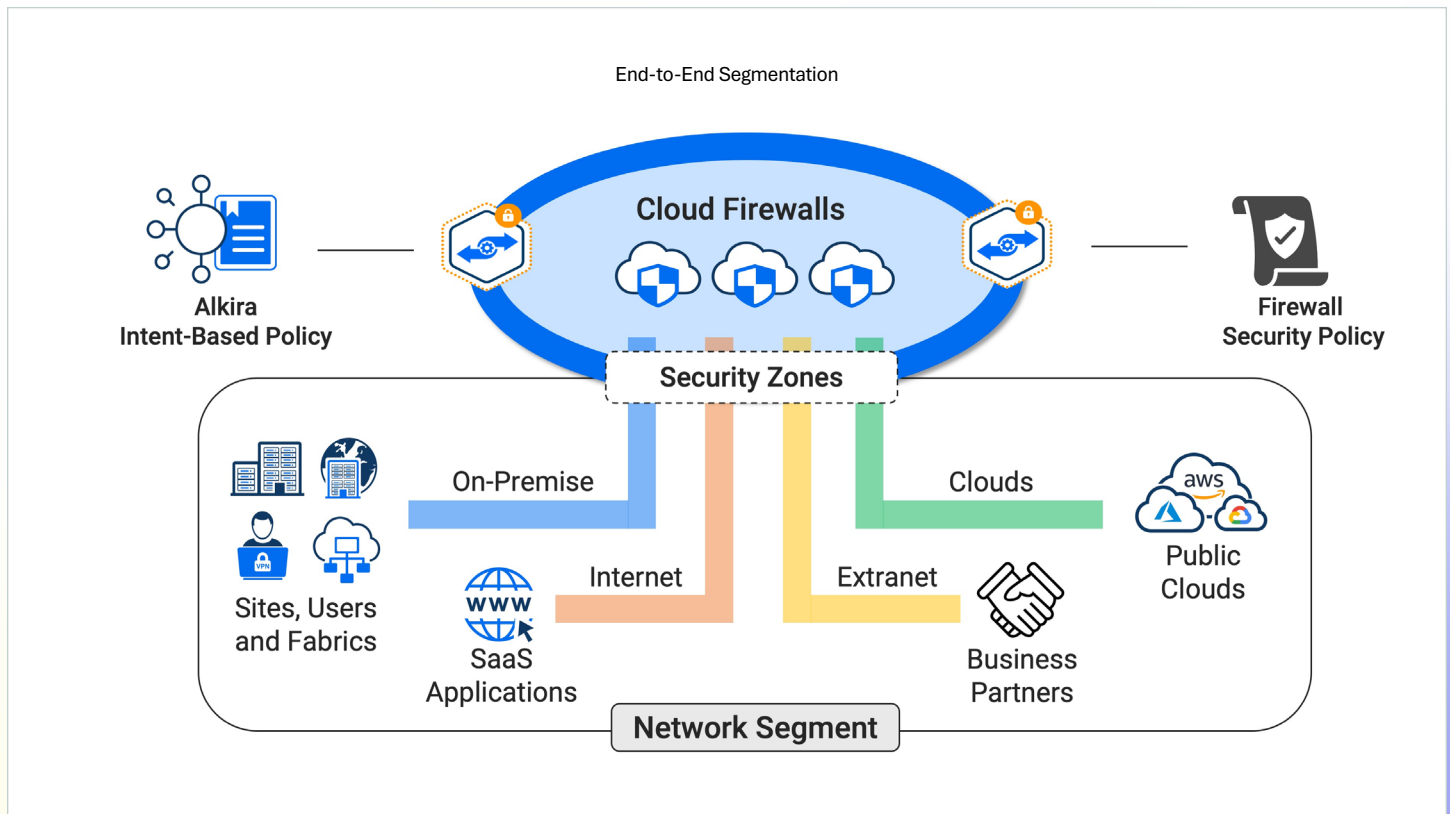 End-to-End Segmentation
Cloud Firewalls
Alkira
Intent-Based Policy
Firewall
Security Policy
Security Zones
On-Premise
Clouds
aws
VPN
Public
Clouds
Internet
Extranet
www
Sites, Users
and Fabrics
SaaS
Applications
Business
Partners
Network Segment